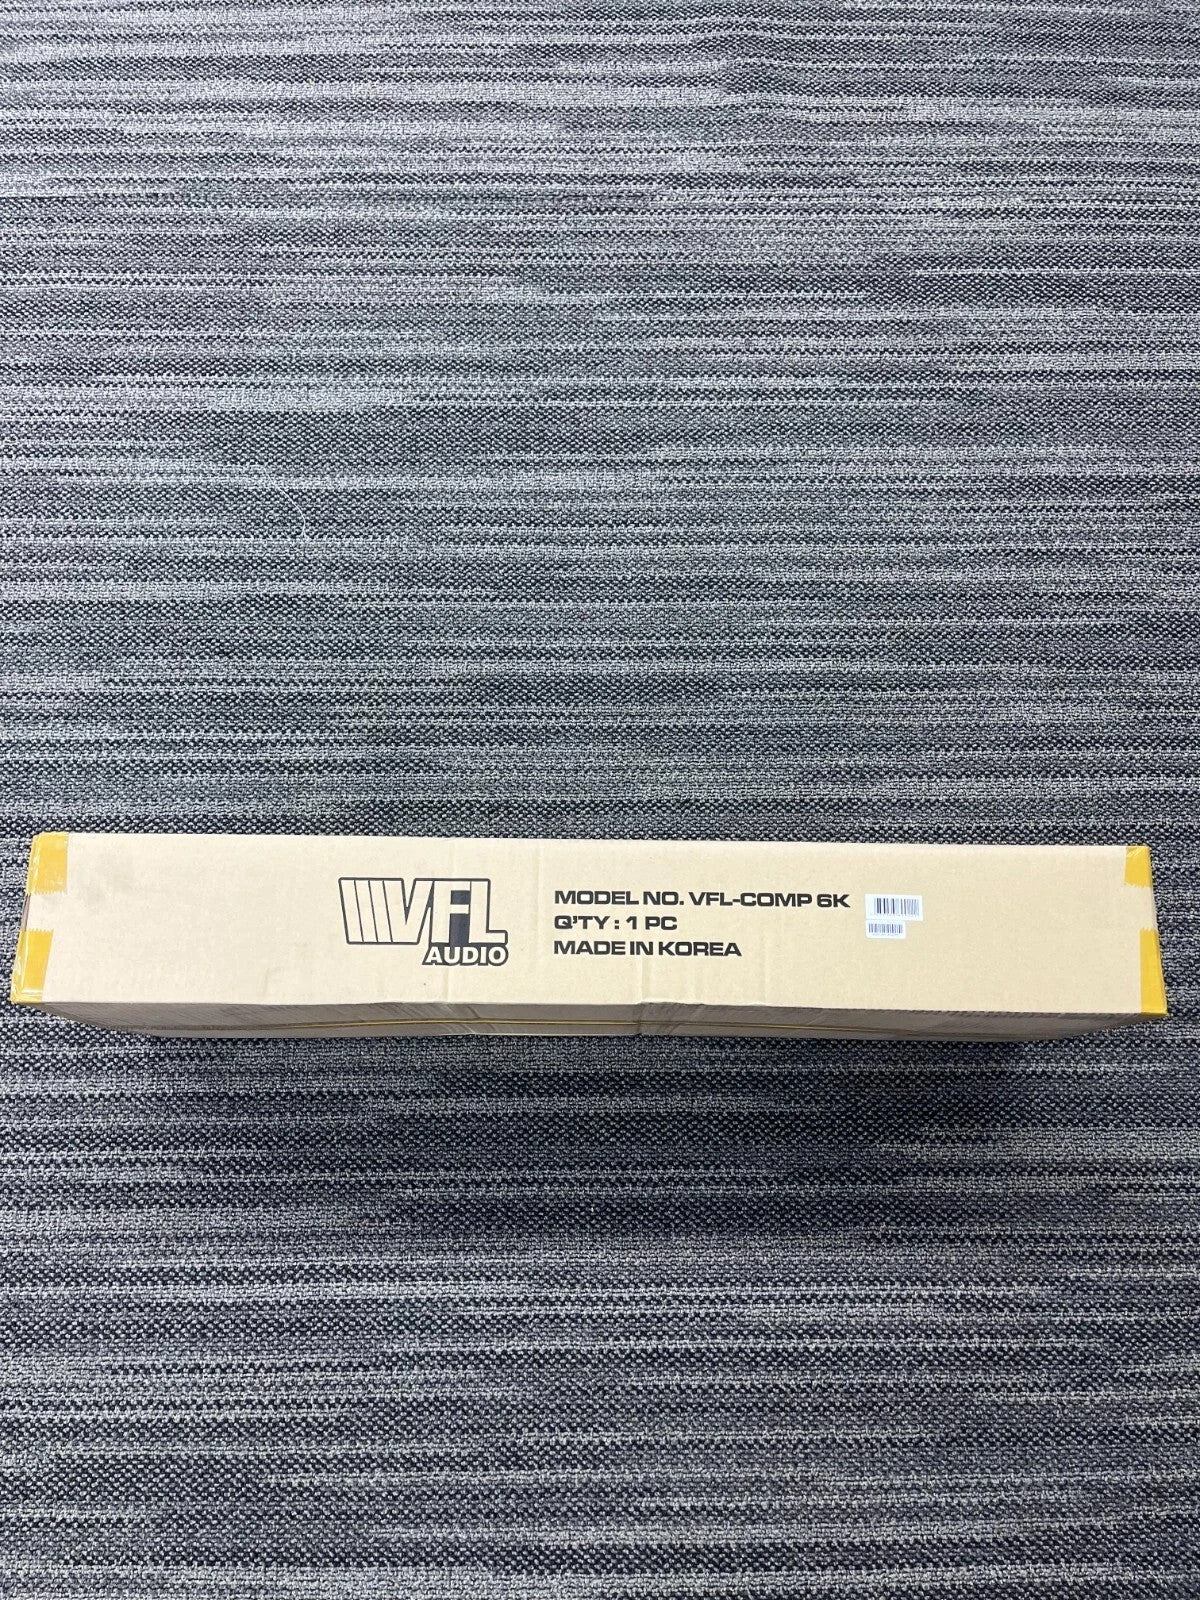 VFL
AUDIO
MODEL NO. VFL-COMP 6K
Q'TY : 1 PC
MADE IN KOREA